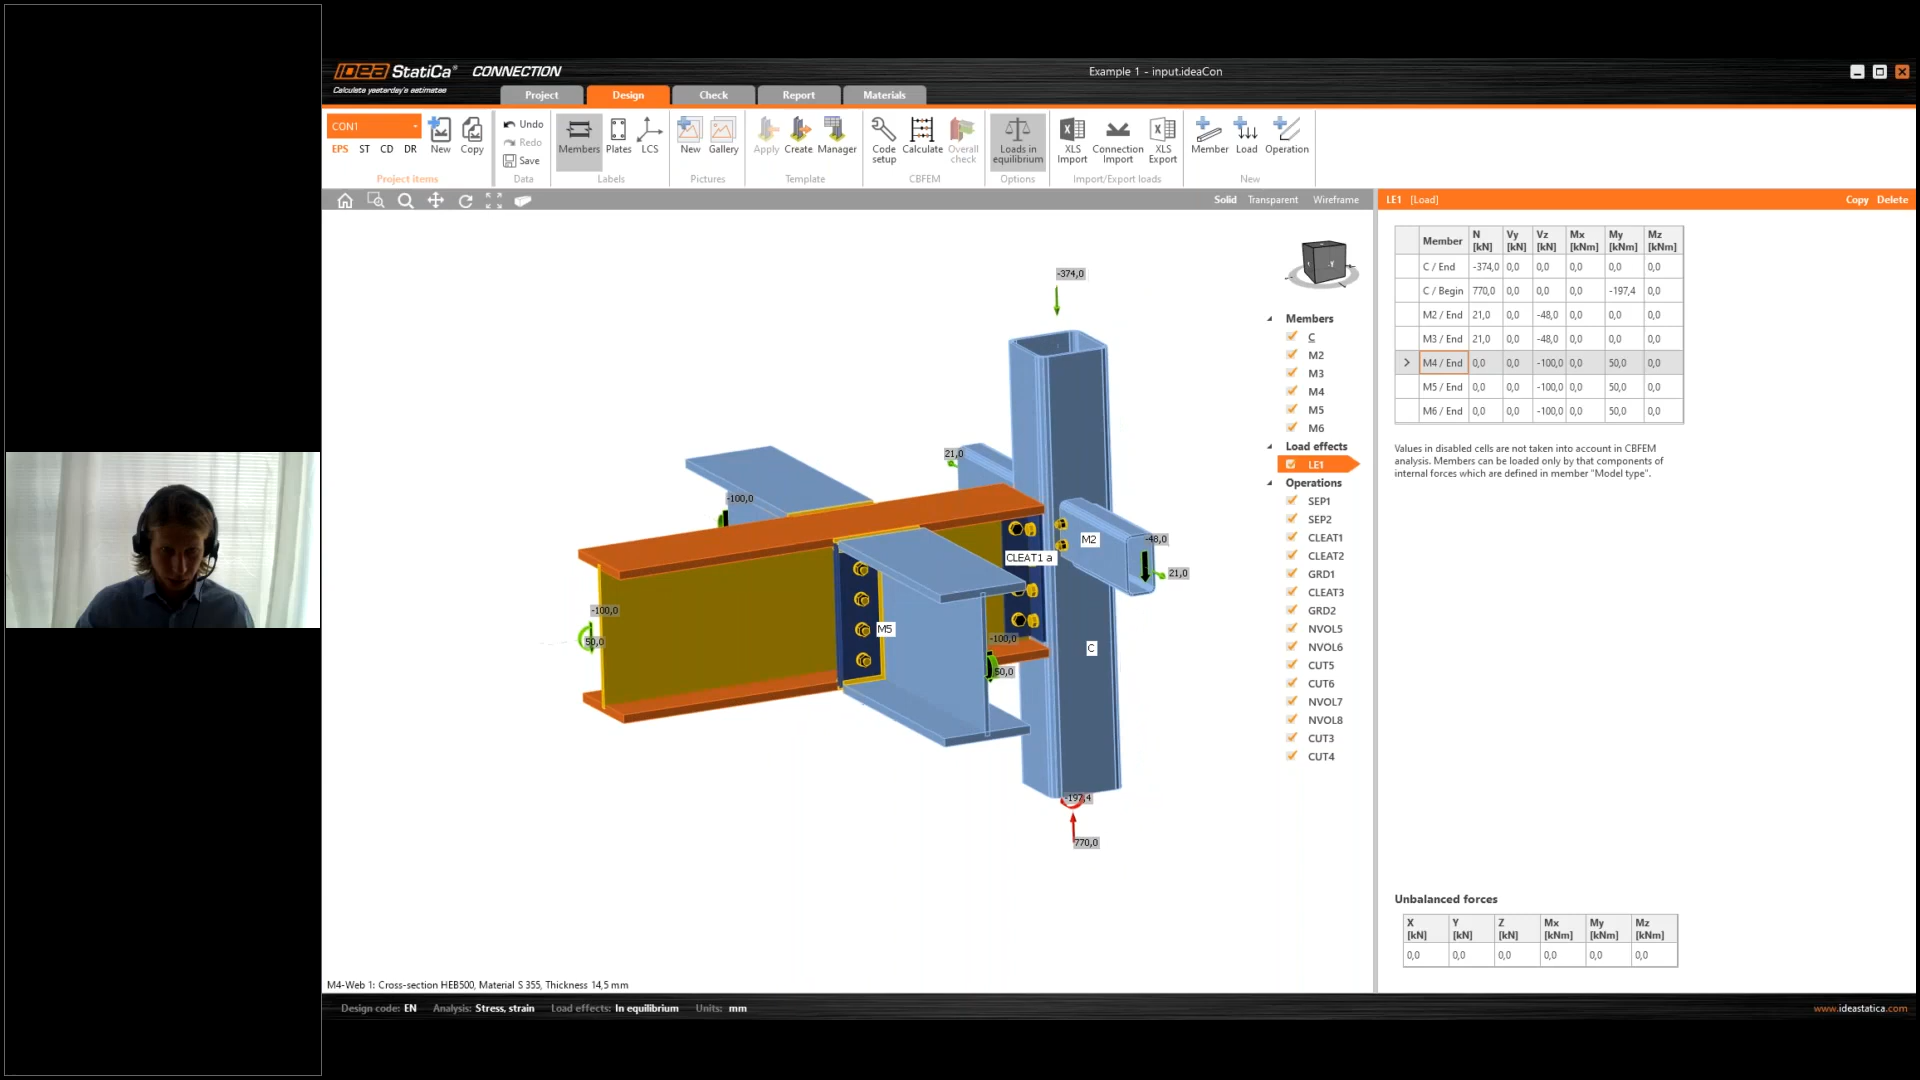 IDEA StatiCa® CONNECTION
Calculate yesterday's estimates
Example 1 - input.ideaCon
Project Design Check Report Materials
CON1
EPS ST CD DR
New Copy
Project items
Undo
Redo
Save
Data
Members Plates LCS
Labels
New Gallery
Pictures
Apply Create Manager
Template
Code setup Calculate Overall check
CBFEM
Loads in equilibrium
Options
XLS Import Connection Import XLS Export
Import/Export loads
Member Load Operation
New
Solid Transparent Wireframe
LE1 [Load] Copy Delete
-374,0
21,0
-100,0
M2
-48,0
CLEAT1 a
21,0
-100,0
50,0
M5
-100,0
50,0
C
-197,4
770,0
Members
C
M2
M3
M4
M5
M6
Load effects
LE1
Operations
SEP1
SEP2
CLEAT1
CLEAT2
GRD1
CLEAT3
GRD2
NVOL5
NVOL6
CUT5
CUT6
NVOL7
NVOL8
CUT3
CUT4
Member N [kN] Vy [kN] Vz [kN] Mx [kNm] My [kNm] Mz [kNm]
C / End -374,0 0,0 0,0 0,0 0,0 0,0
C / Begin 770,0 0,0 0,0 0,0 -197,4 0,0
M2 / End 21,0 0,0 -48,0 0,0 0,0 0,0
M3 / End 21,0 0,0 -48,0 0,0 0,0 0,0
> M4 / End 0,0 0,0 -100,0 0,0 50,0 0,0
M5 / End 0,0 0,0 -100,0 0,0 50,0 0,0
M6 / End 0,0 0,0 -100,0 0,0 50,0 0,0
Values in disabled cells are not taken into account in CBFEM
analysis. Members can be loaded only by that components of
internal forces which are defined in member "Model type".
Unbalanced forces
X [kN] Y [kN] Z [kN] Mx [kNm] My [kNm] Mz [kNm]
0,0 0,0 0,0 0,0 0,0 0,0
M4-Web 1: Cross-section HEB500, Material S 355, Thickness 14,5 mm
Design code: EN Analysis: Stress, strain Load effects: In equilibrium Units: mm
www.ideastatica.com